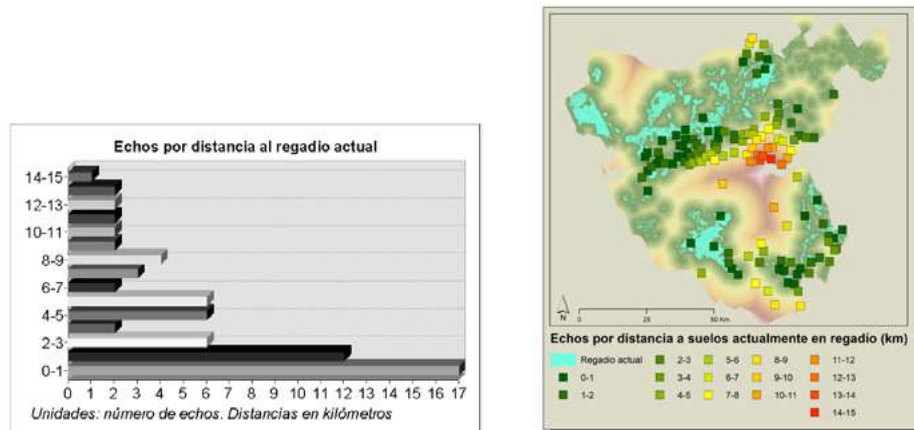 Echos por distancia al regadio actual
14-15
12-13
10-11
8-9
6-7
4-5
2-3
0-1
0 1 2 3 4 5 6 7 8 9 10 11 12 13 14 15 16 17
Unidades: número de echos. Distancias en kilómetros
N
0 25 50 Km
Echos por distancia a suelos actualmente en regadío (km)
Regadio actual 2-3 5-6 8-9 11-12
0-1 3-4 6-7 9-10 12-13
1-2 4-5 7-8 10-11 13-14
14-15